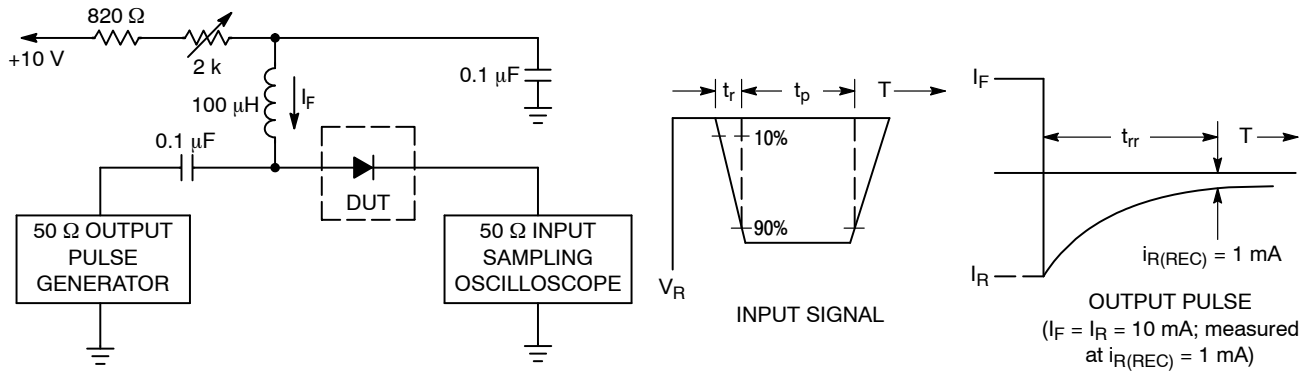 820 Ω
+10 V
2 k
0.1 μF
100 μH
I_F
0.1 μF
DUT
50 Ω OUTPUT
PULSE
GENERATOR
50 Ω INPUT
SAMPLING
OSCILLOSCOPE
t_r
t_p
T
10%
90%
V_R
INPUT SIGNAL
I_F
t_rr
T
i_R(REC) = 1 mA
I_R
OUTPUT PULSE
(I_F = I_R = 10 mA; measured
at i_R(REC) = 1 mA)